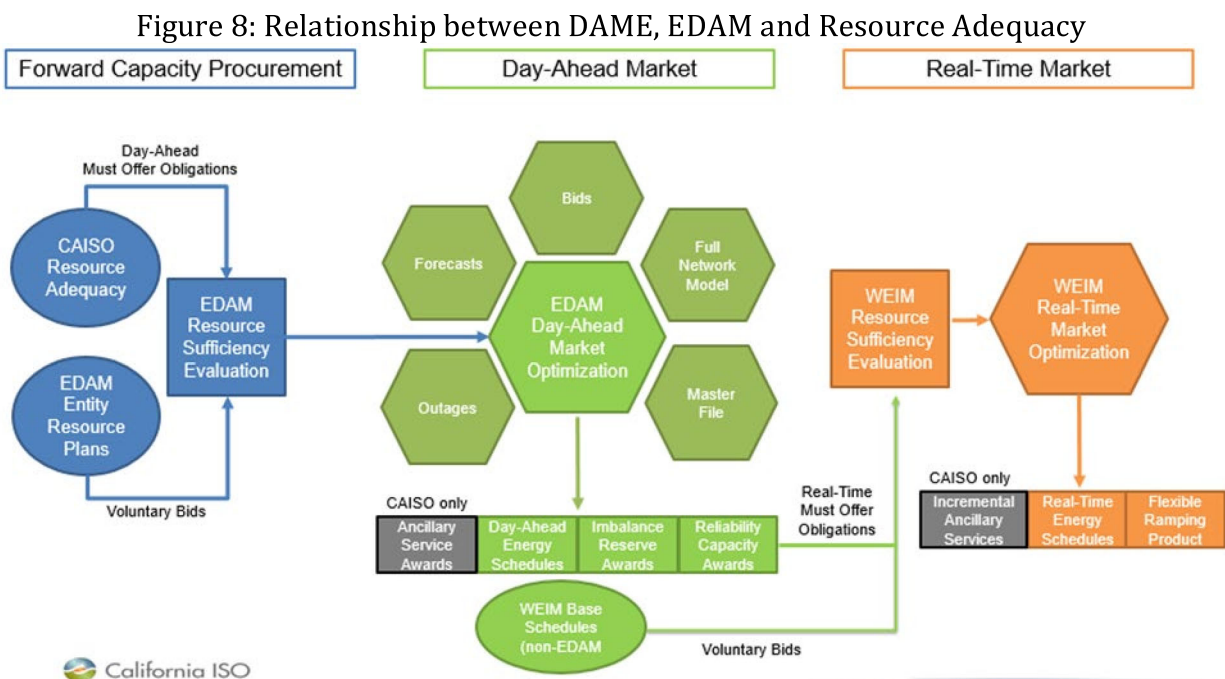 Figure 8: Relationship between DAME, EDAM and Resource Adequacy
Forward Capacity Procurement
Day-Ahead Market
Real-Time Market
Day-Ahead
Must Offer Obligations
CAISO
Resource
Adequacy
EDAM
Resource
Sufficiency
Evaluation
EDAM
Entity
Resource
Plans
Voluntary Bids
Bids
Forecasts
Full
Network
Model
EDAM
Day-Ahead
Market
Optimization
Outages
Master
File
CAISO only
Ancillary
Service
Awards
Day-Ahead
Energy
Schedules
Imbalance
Reserve
Awards
Reliability
Capacity
Awards
Real-Time
Must Offer
Obligations
WEIM Base
Schedules
(non-EDAM
Voluntary Bids
WEIM
Resource
Sufficiency
Evaluation
WEIM
Real-Time
Market
Optimization
CAISO only
Incremental
Ancillary
Services
Real-Time
Energy
Schedules
Flexible
Ramping
Product
California ISO